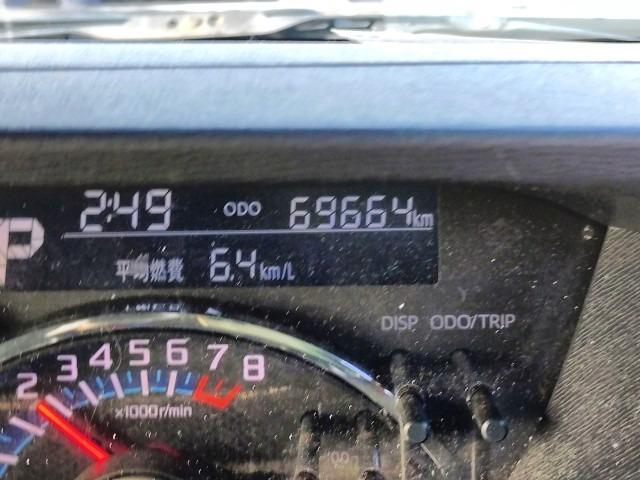 2:49 ODO 69664km
P
平均燃費 6.4km/L
DISP ODO/TRIP
2 3 4 5 6 7 8
x1000r/min